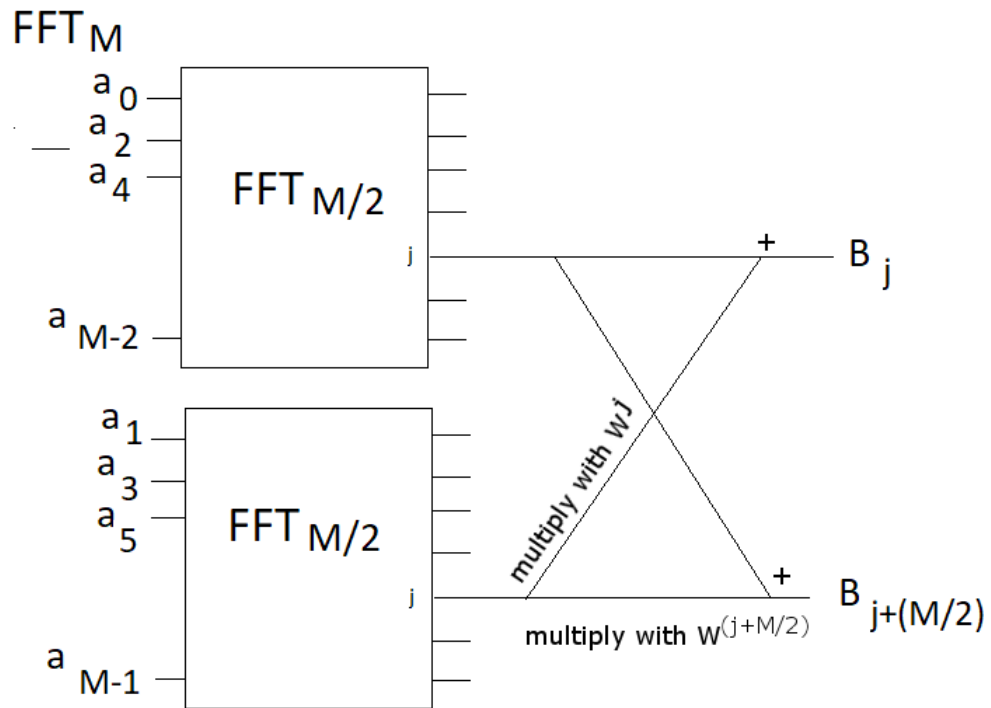 FFT M
a 0
a 2
a 4
FFT M/2
j
a M-2
+
B j
a 1
a 3
a 5
FFT M/2
j
a M-1
multiply with W^j
+
B j+(M/2)
multiply with W^(j+M/2)